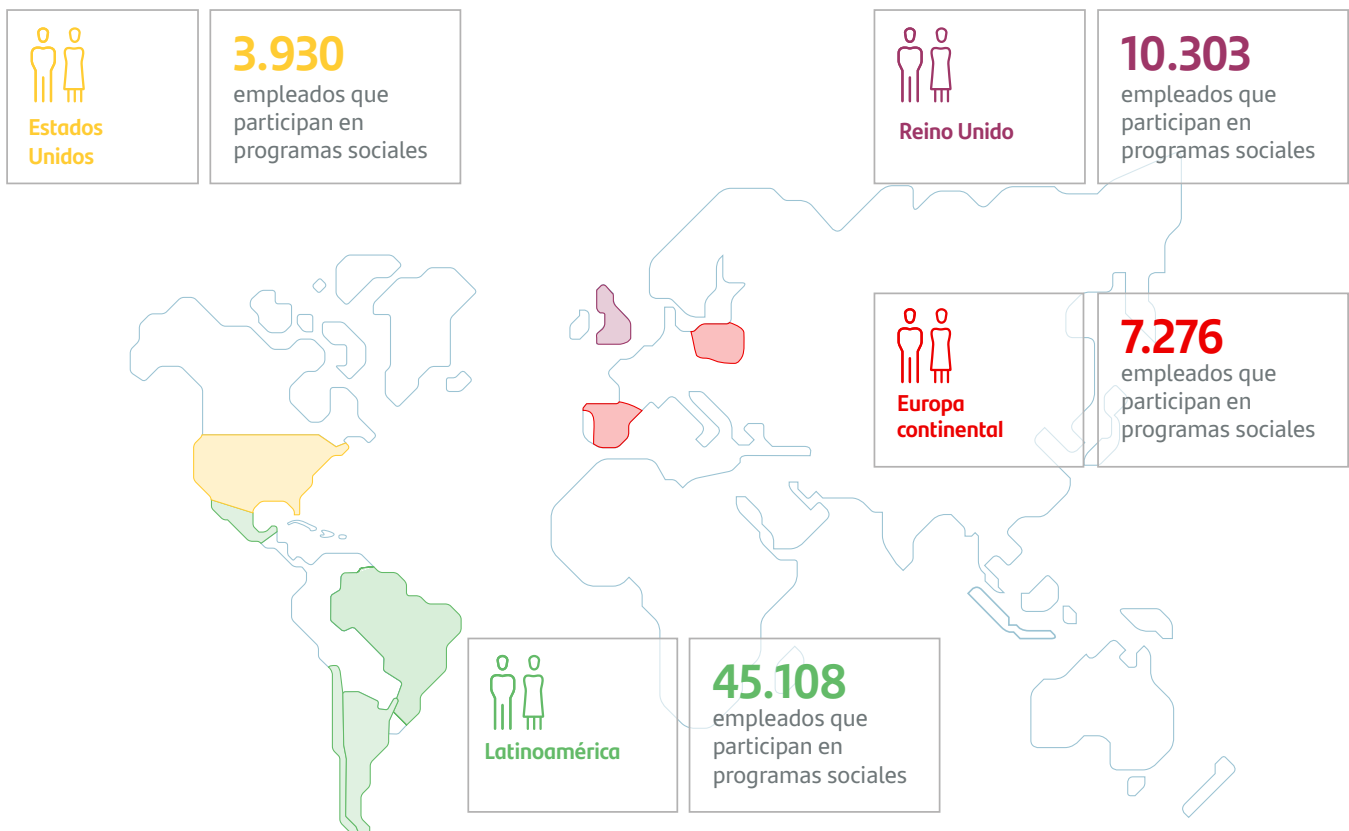 Estados
Unidos
3.930
empleados que
participan en
programas sociales
Reino Unido
10.303
empleados que
participan en
programas sociales
Europa
continental
7.276
empleados que
participan en
programas sociales
Latinoamérica
45.108
empleados que
participan en
programas sociales